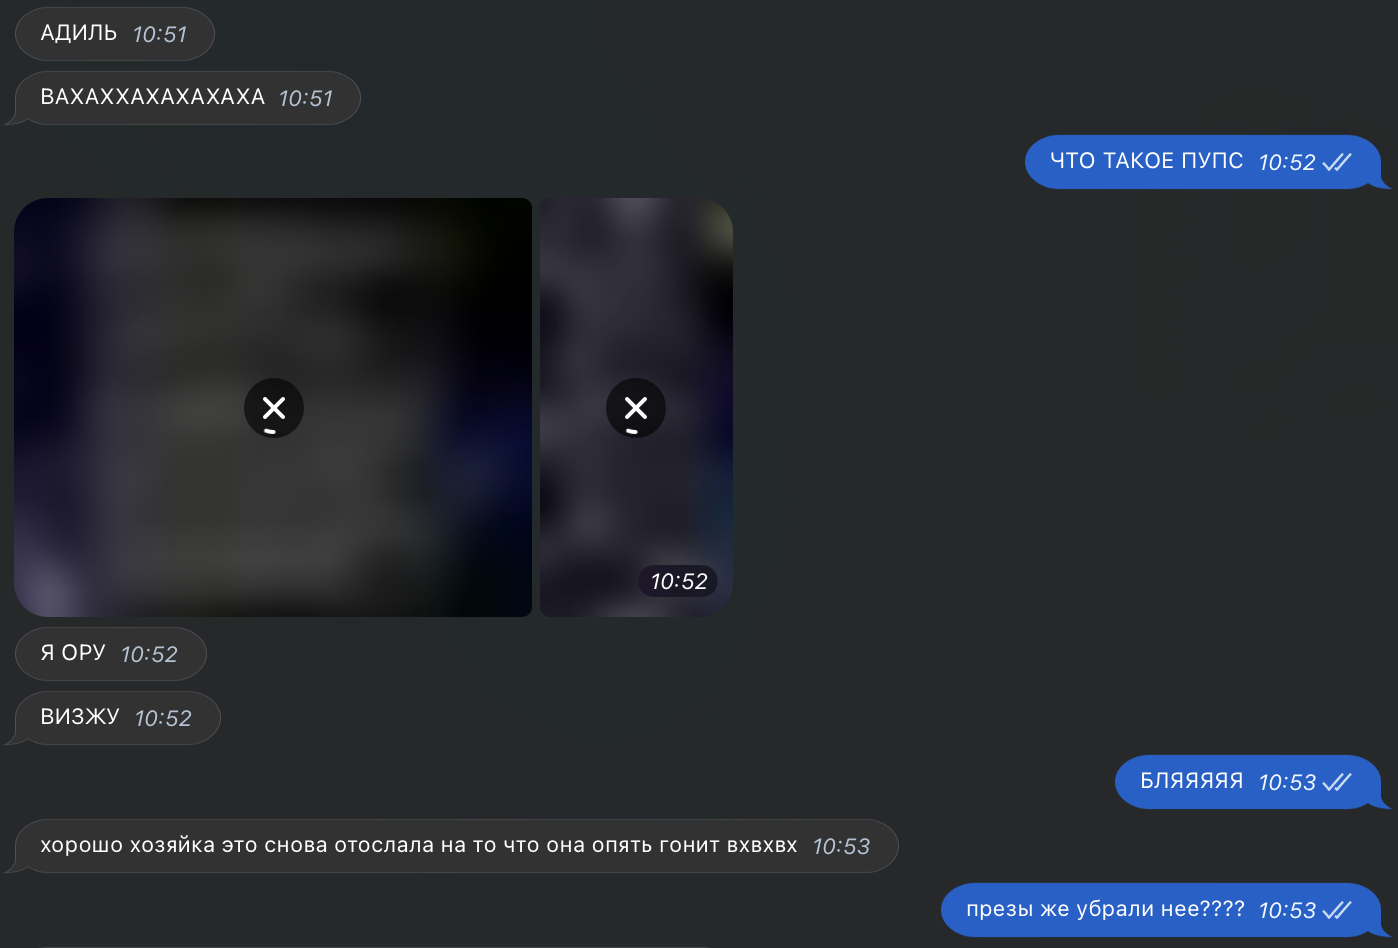 АДИЛЬ 10:51
ВАХАХХАХАХАХАХА 10:51
ЧТО ТАКОЕ ПУПС 10:52
10:52
Я ОРУ 10:52
ВИЗЖУ 10:52
БЛЯЯЯЯЯ 10:53
хорошо хозяйка это снова отослала на то что она опять гонит вхвхвх 10:53
презы же убрали нее???? 10:53